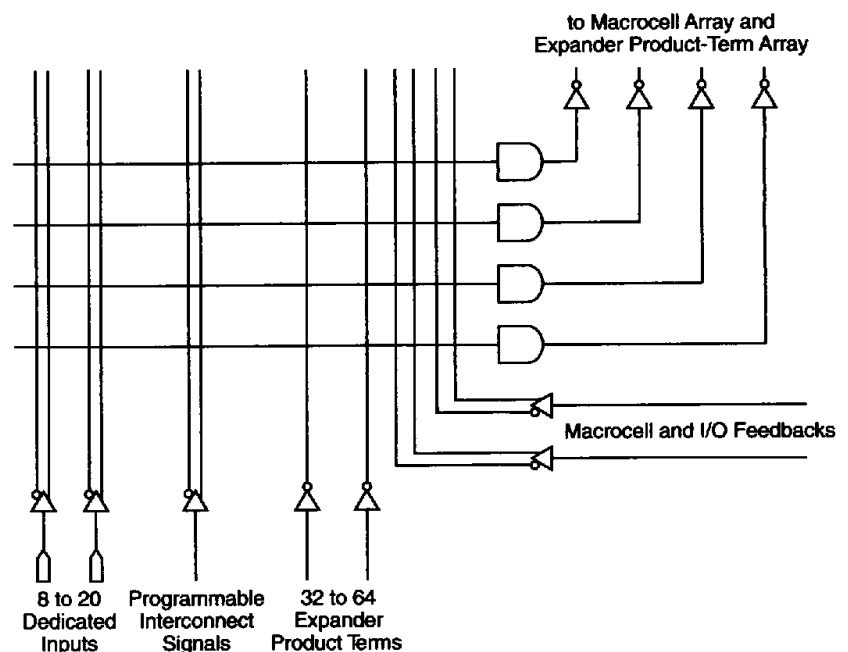 to Macrocell Array and
Expander Product-Term Array
Macrocell and I/O Feedbacks
8 to 20
Dedicated
Inputs
Programmable
Interconnect
Signals
32 to 64
Expander
Product Terms